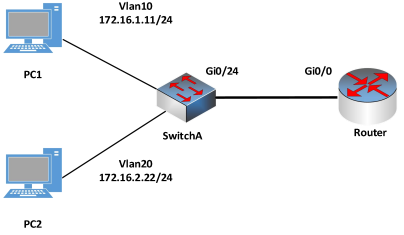 Vlan10
172.16.1.11/24
PC1
Gi0/24
Gi0/0
SwitchA
Router
Vlan20
172.16.2.22/24
PC2